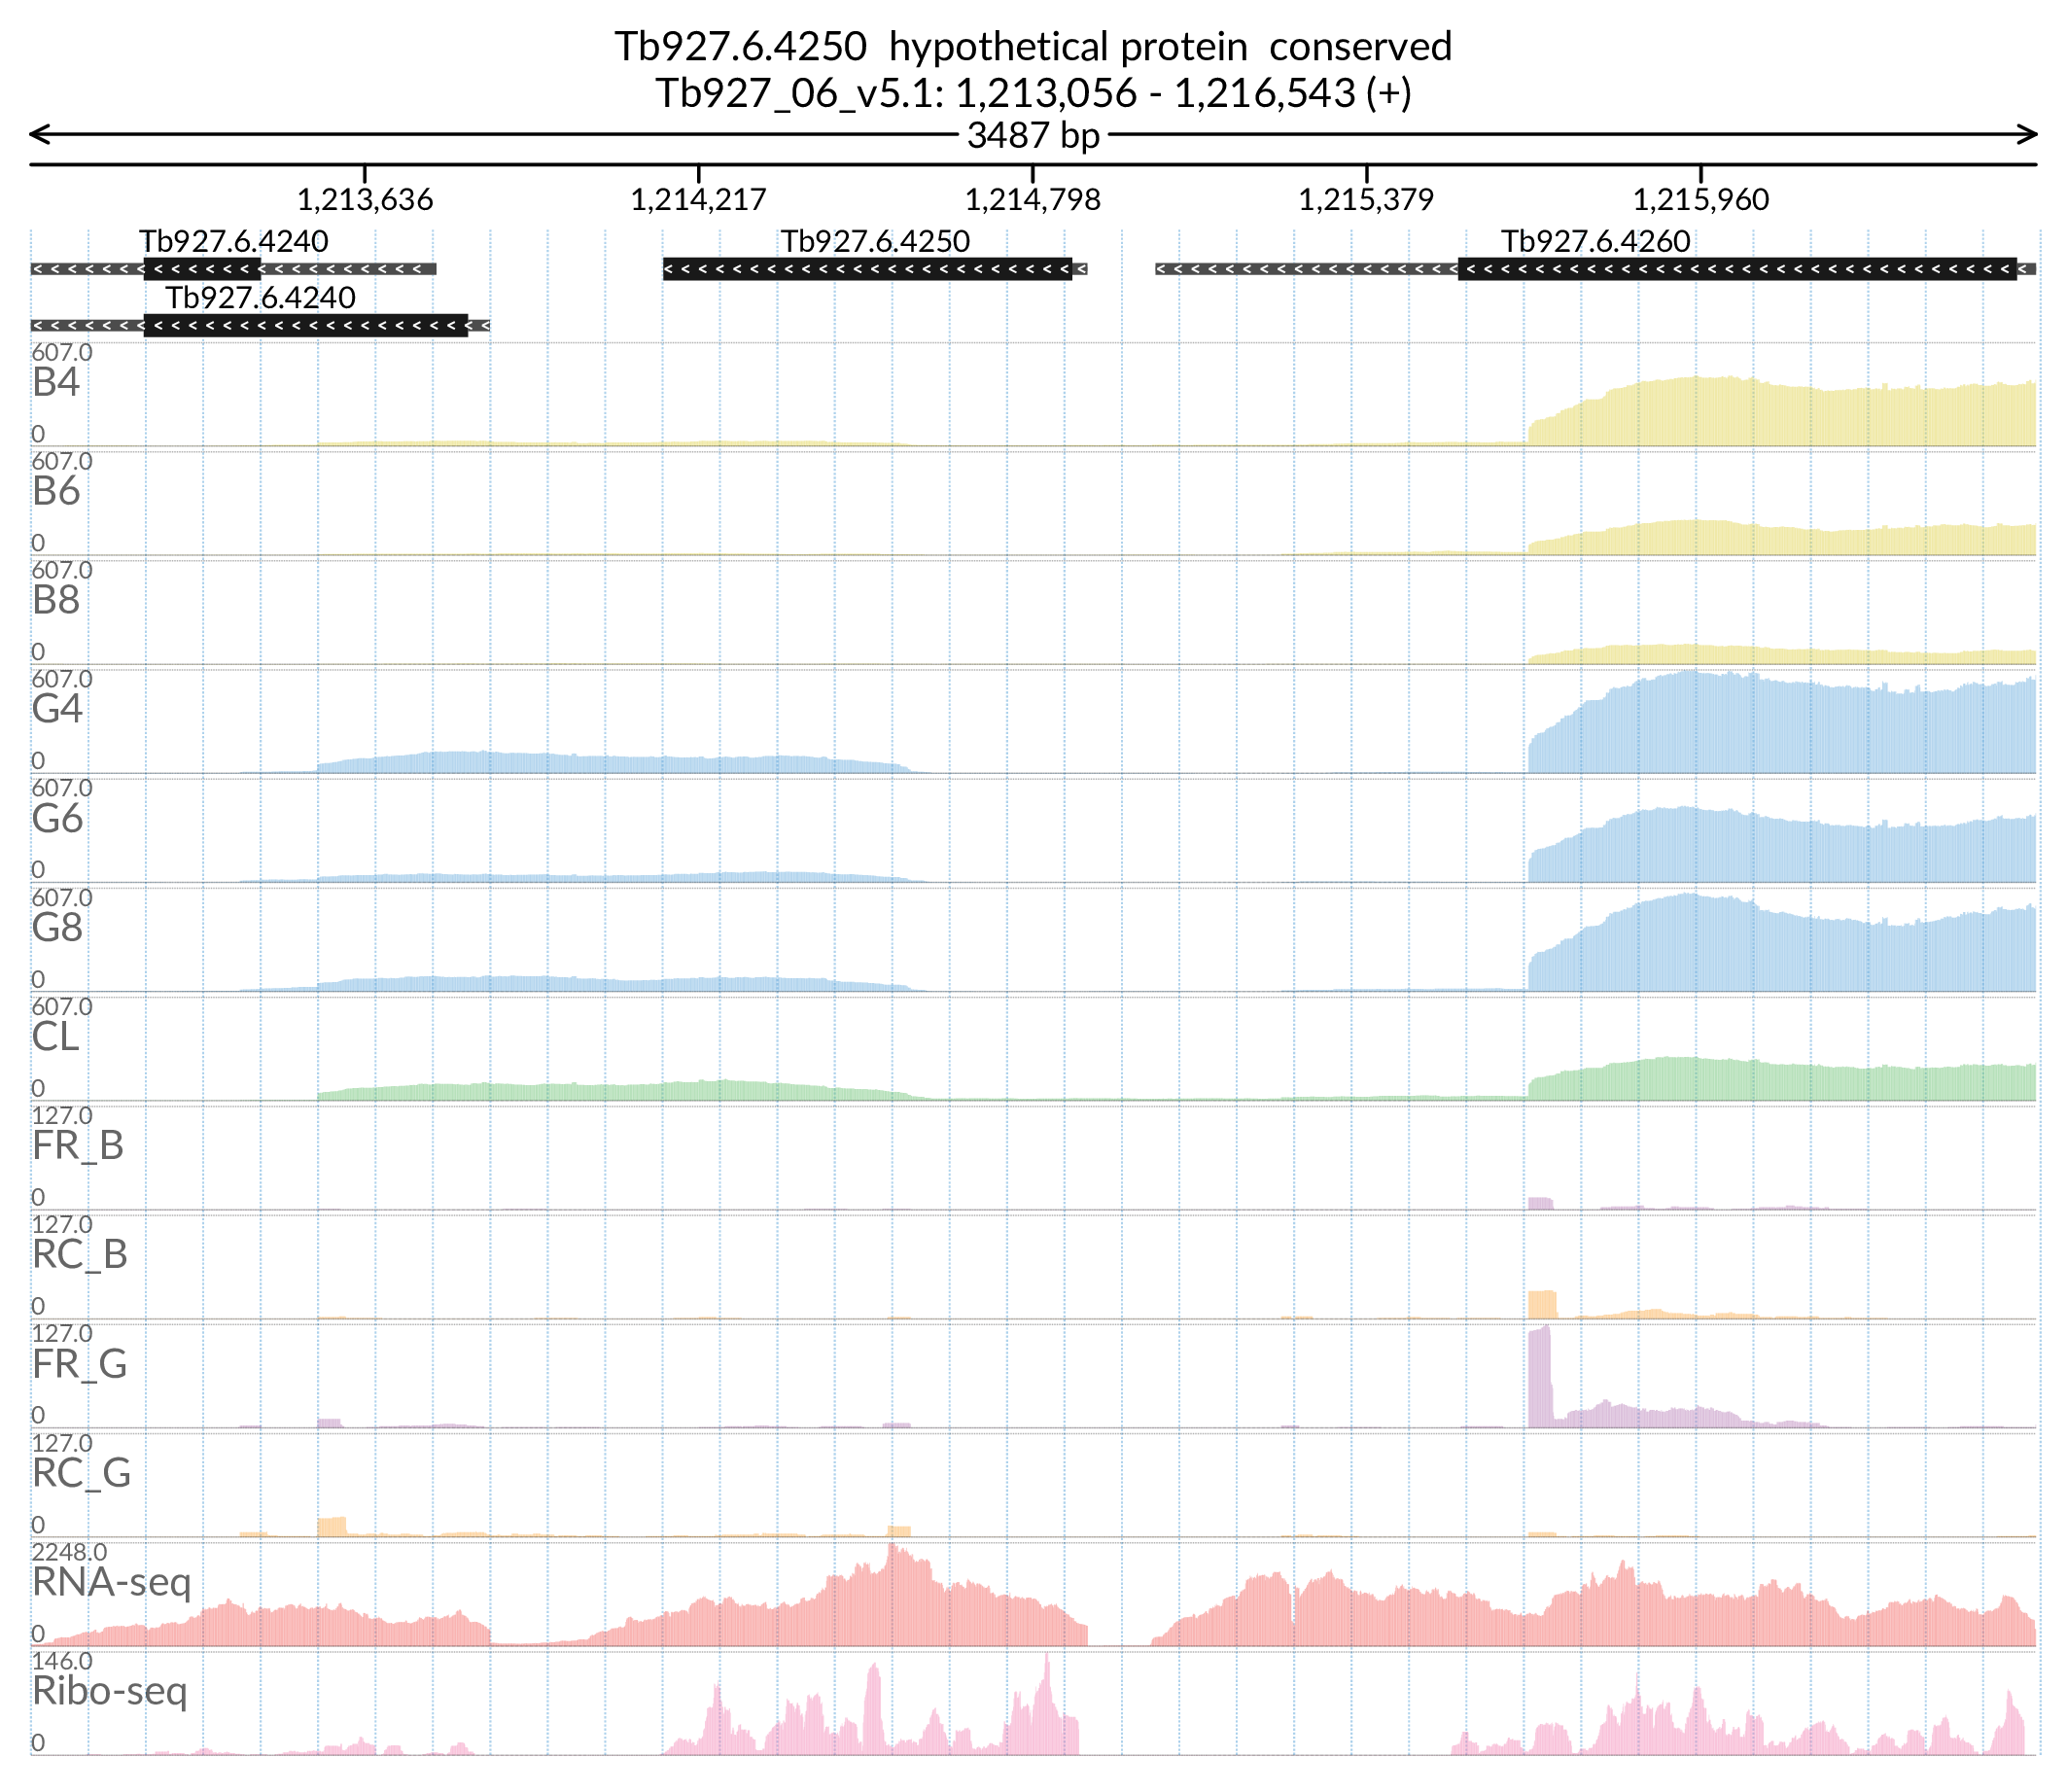 Tb927.6.4250 hypothetical protein conserved
Tb927_06_v5.1: 1,213,056 - 1,216,543 (+)
3487 bp
1,213,636 1,214,217 1,214,798 1,215,379 1,215,960
Tb927.6.4240 Tb927.6.4250 Tb927.6.4260
Tb927.6.4240
607.0
B4
0
607.0
B6
0
607.0
B8
0
607.0
G4
0
607.0
G6
0
607.0
G8
0
607.0
CL
0
127.0
FR_B
0
127.0
RC_B
0
127.0
FR_G
0
127.0
RC_G
0
2248.0
RNA-seq
0
146.0
Ribo-seq
0